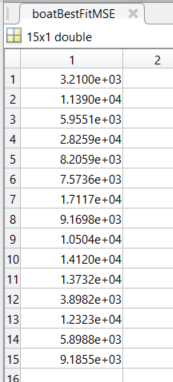 boatBestFitMSE
15x1 double
1 2
1 3.2100e+03
2 1.1390e+04
3 5.9551e+03
4 2.8259e+04
5 8.2059e+03
6 7.5736e+03
7 1.7117e+04
8 9.1698e+03
9 1.0504e+04
10 1.4120e+04
11 1.3732e+04
12 3.8982e+03
13 1.2323e+04
14 5.8988e+03
15 9.1855e+03
16